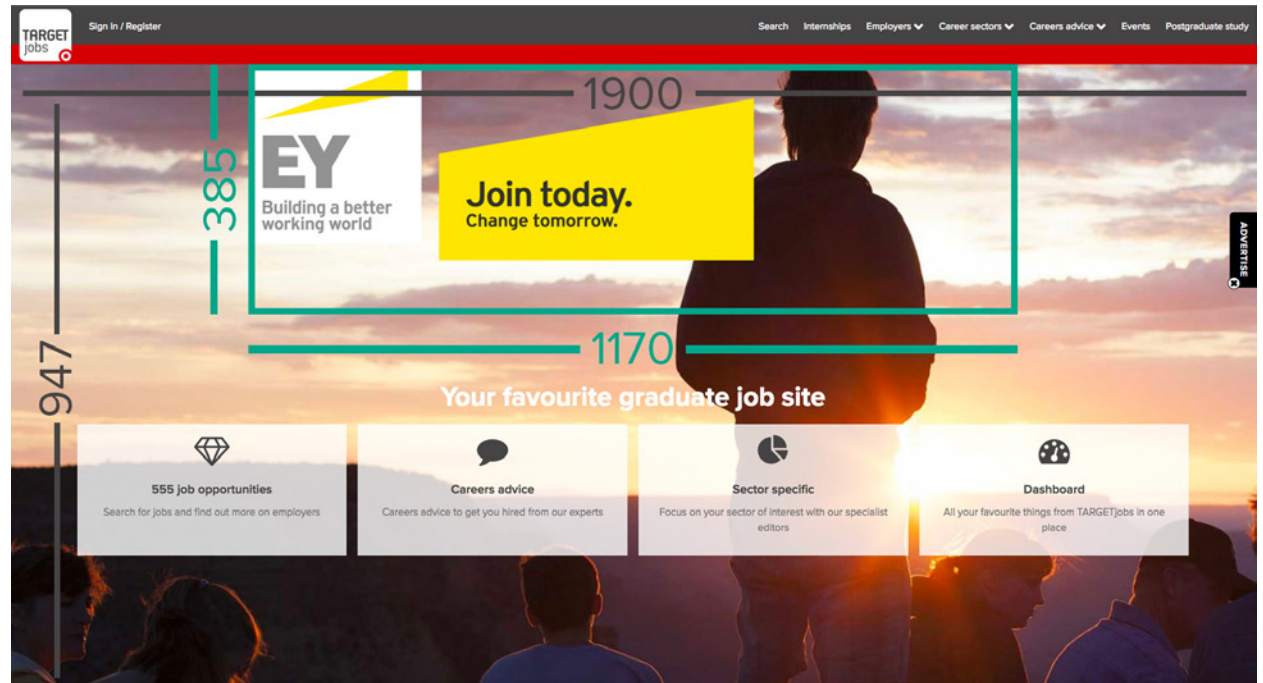 TARGET
jobs
Sign In / Register
Search Internships Employers Career sectors Careers advice Events Postgraduate study
1900
385
EY
Building a better
working world
Join today.
Change tomorrow.
ADVERTISE
1170
947
Your favourite graduate job site
555 job opportunities
Search for jobs and find out more on employers
Careers advice
Careers advice to get you hired from our experts
Sector specific
Focus on your sector of interest with our specialist
editors
Dashboard
All your favourite things from TARGETjobs in one
place